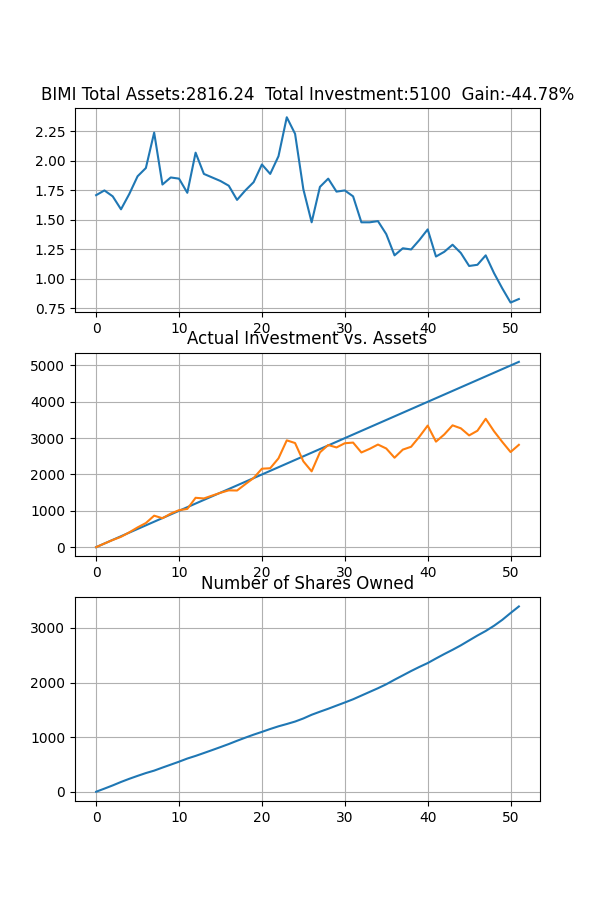 BIMI Total Assets:2816.24  Total Investment:5100  Gain:-44.78%
2.25
2.00
1.75
1.50
1.25
1.00
0.75
0 10 20 30 40 50
Actual Investment vs. Assets
5000
4000
3000
2000
1000
0
0 10 20 30 40 50
Number of Shares Owned
3000
2000
1000
0
0 10 20 30 40 50